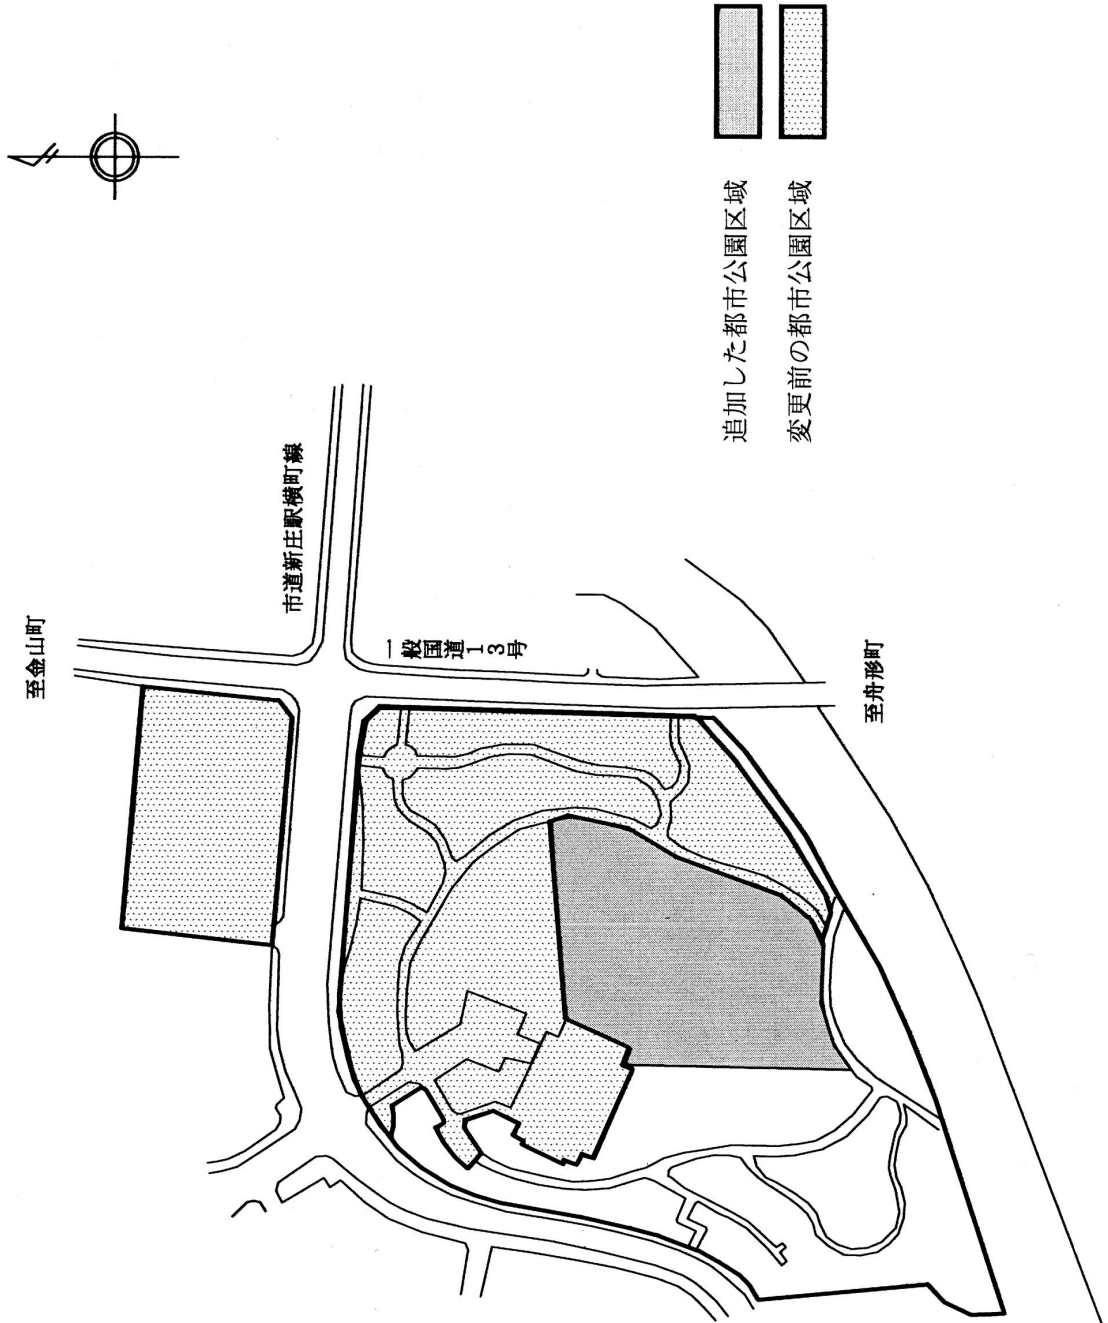 至金山町
市道新庄駅横町線
一般国道13号
至舟形町
追加した都市公園区域
変更前の都市公園区域